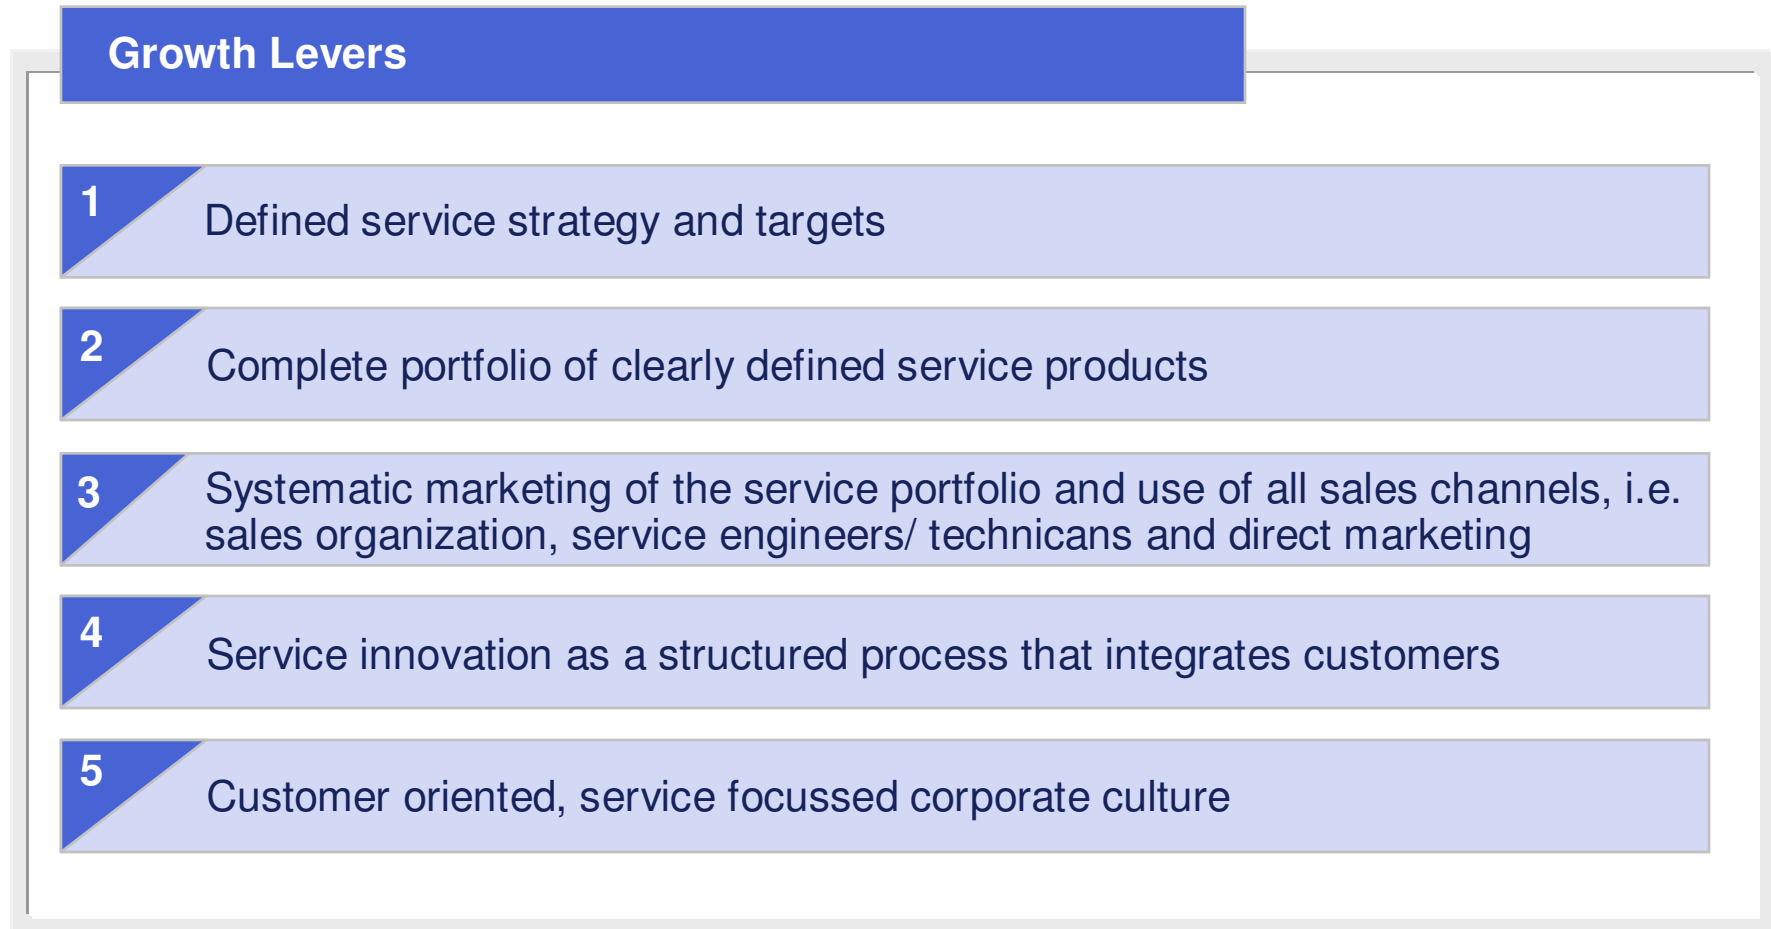 Growth Levers
1
Defined service strategy and targets
2
Complete portfolio of clearly defined service products
3
Systematic marketing of the service portfolio and use of all sales channels, i.e.
sales organization, service engineers/ technicans and direct marketing
4
Service innovation as a structured process that integrates customers
5
Customer oriented, service focussed corporate culture